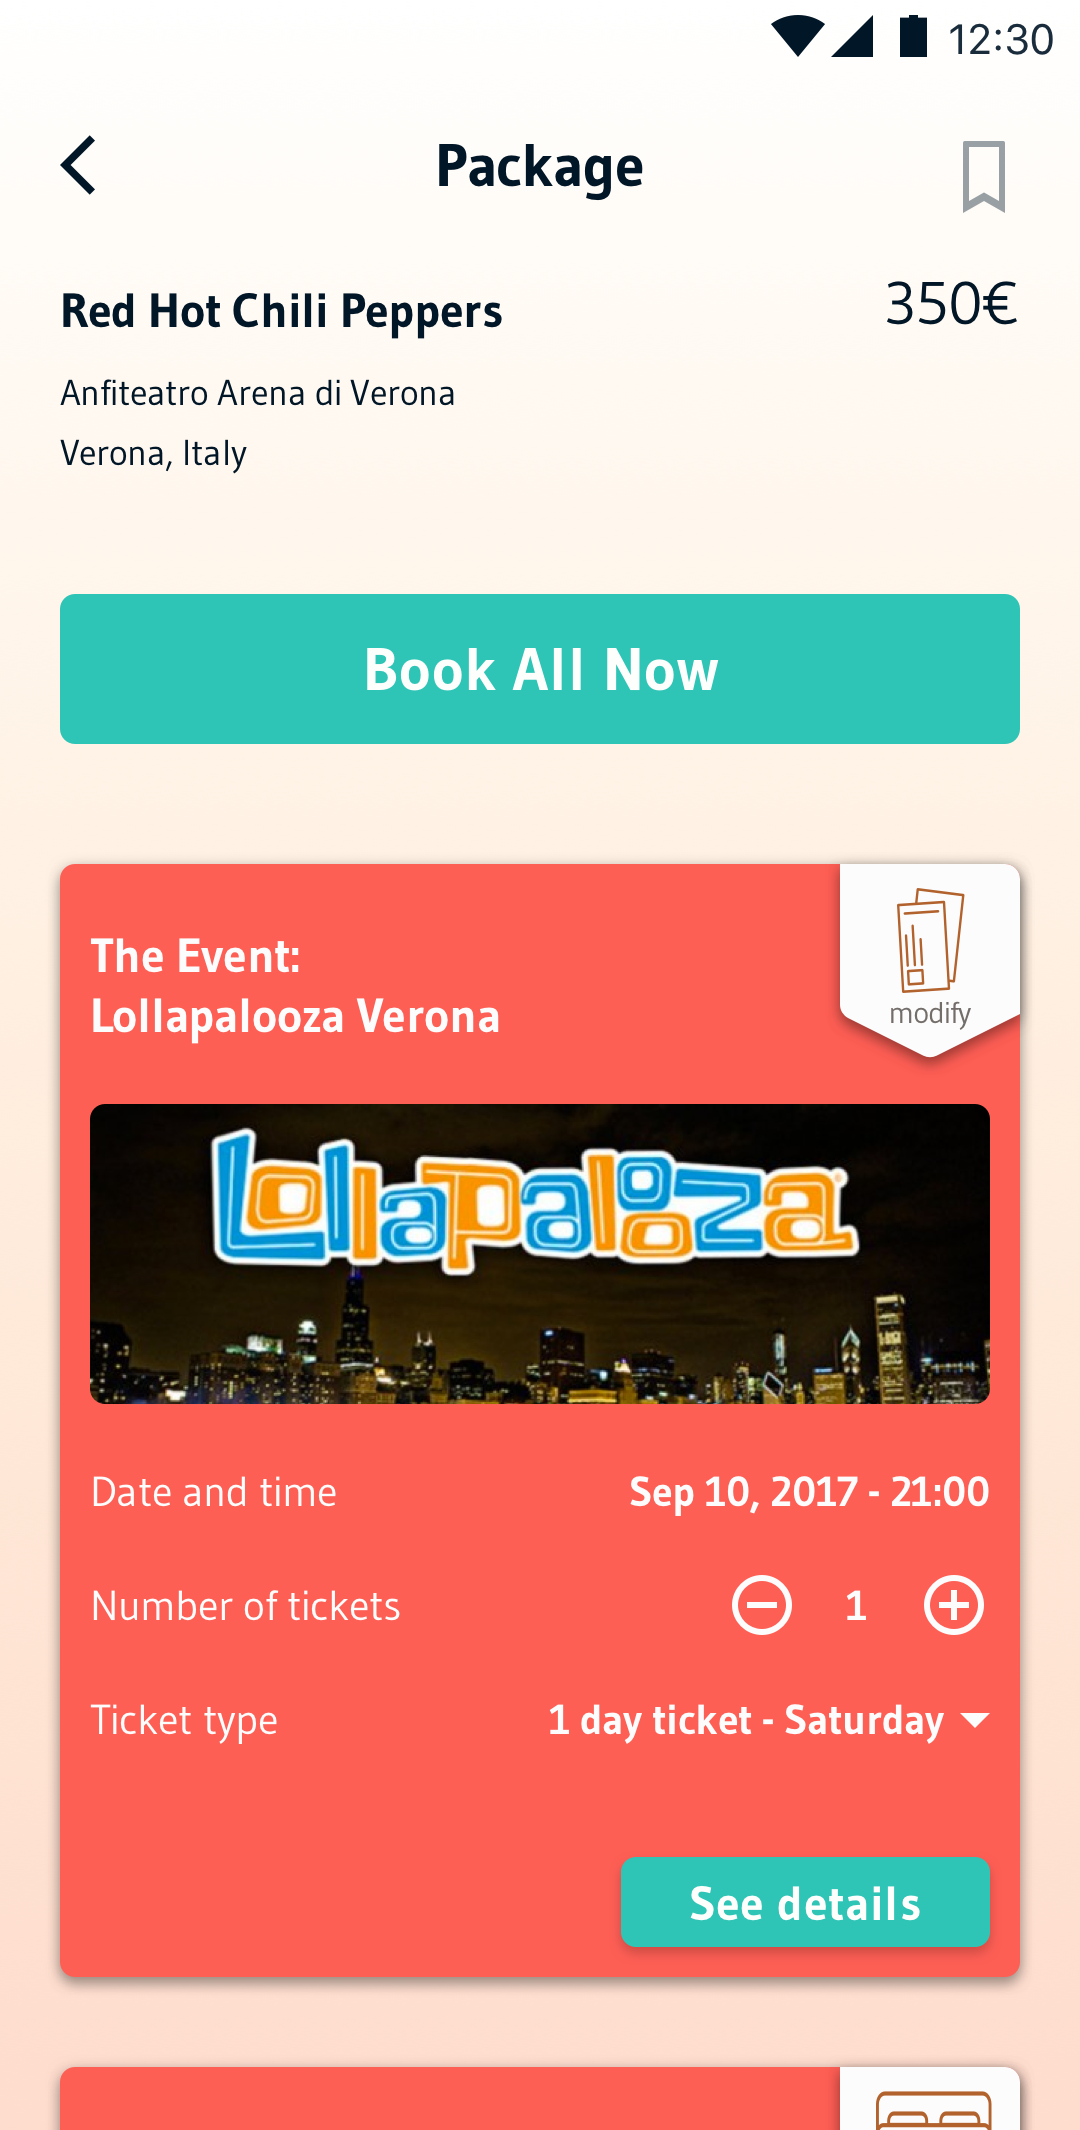 12:30
Package
Red Hot Chili Peppers
350€
Anfiteatro Arena di Verona
Verona, Italy
Book All Now
The Event:
Lollapalooza Verona
modify
Lollapalooza
Date and time
Sep 10, 2017 - 21:00
Number of tickets
1
Ticket type
1 day ticket - Saturday
See details